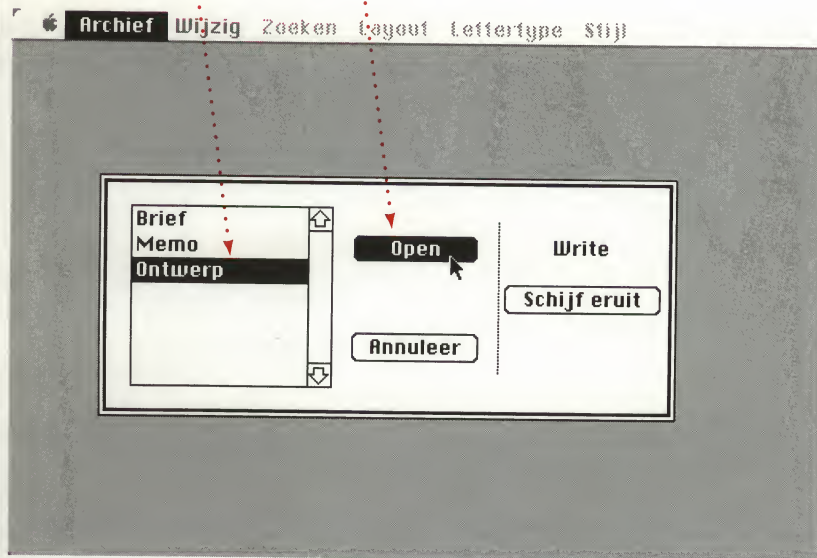 Archief Wijzig Zoeken Layout Lettertype Stijl
Brief
Memo
Ontwerp
Open
Annuleer
Write
Schijf eruit